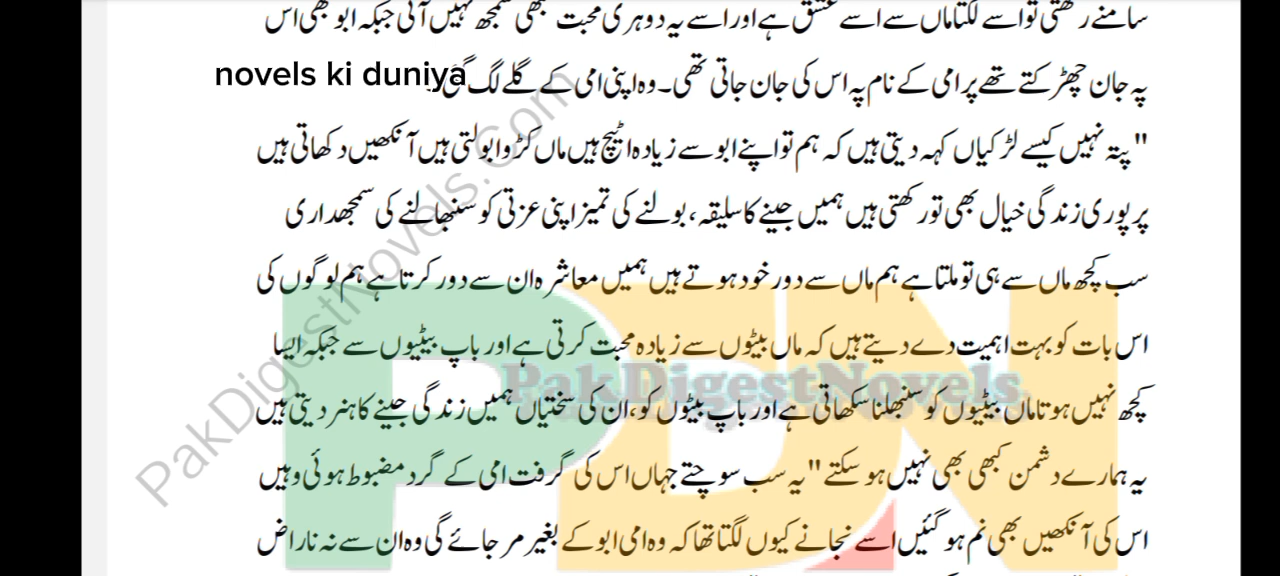 سامنے رکھتی تو اسے لگتا ماں سے اسے عشق ہے اور اسے یہ دوہری محبت کبھی سمجھ نہیں آئی جبکہ ابو بھی اس
پہ جان چھڑکتے تھے پر امی کے نام پہ اس کی جان جاتی تھی۔ وہ اپنی امی کے گلے لگ گئی۔
novels ki duniya
"پتہ نہیں کیسے لڑکیاں کہہ دیتی ہیں کہ ہم تو اپنے ابو سے زیادہ اٹیچ ہیں ماں کڑوا بولتی ہیں آنکھیں دکھاتی ہیں
پر پوری زندگی خیال بھی تو رکھتی ہیں ہمیں جینے کا سلیقہ، بولنے کی تمیز اپنی عزتی کو سنبھالنے کی سمجھداری
سب کچھ ماں سے ہی تو ملتا ہے ہم ماں سے دور خود ہوتے ہیں ہمیں معاشرہ ان سے دور کرتا ہے ہم لوگوں کی
اس بات کو بہت اہمیت دے دیتے ہیں کہ ماں بیٹوں سے زیادہ محبت کرتی ہے اور باپ بیٹیوں سے جبکہ ایسا
کچھ نہیں ہوتا ماں بیٹیوں کو سنبھلنا سکھاتی ہے اور باپ بیٹوں کو، ان کی سختیاں ہمیں زندگی جینے کا ہنر دیتی ہیں
یہ ہمارے دشمن کبھی بھی نہیں ہو سکتے" یہ سب سوچتے جہاں اس کی گرفت امی کے گرد مضبوط ہوئی وہیں
اس کی آنکھیں بھی نم ہو گئیں اسے نجانے کیوں لگتا تھا کہ وہ امی ابو کے بغیر مر جائے گی وہ ان سے نہ ناراض
PakDigestNovels.Com
PDN
PakDigestNovels